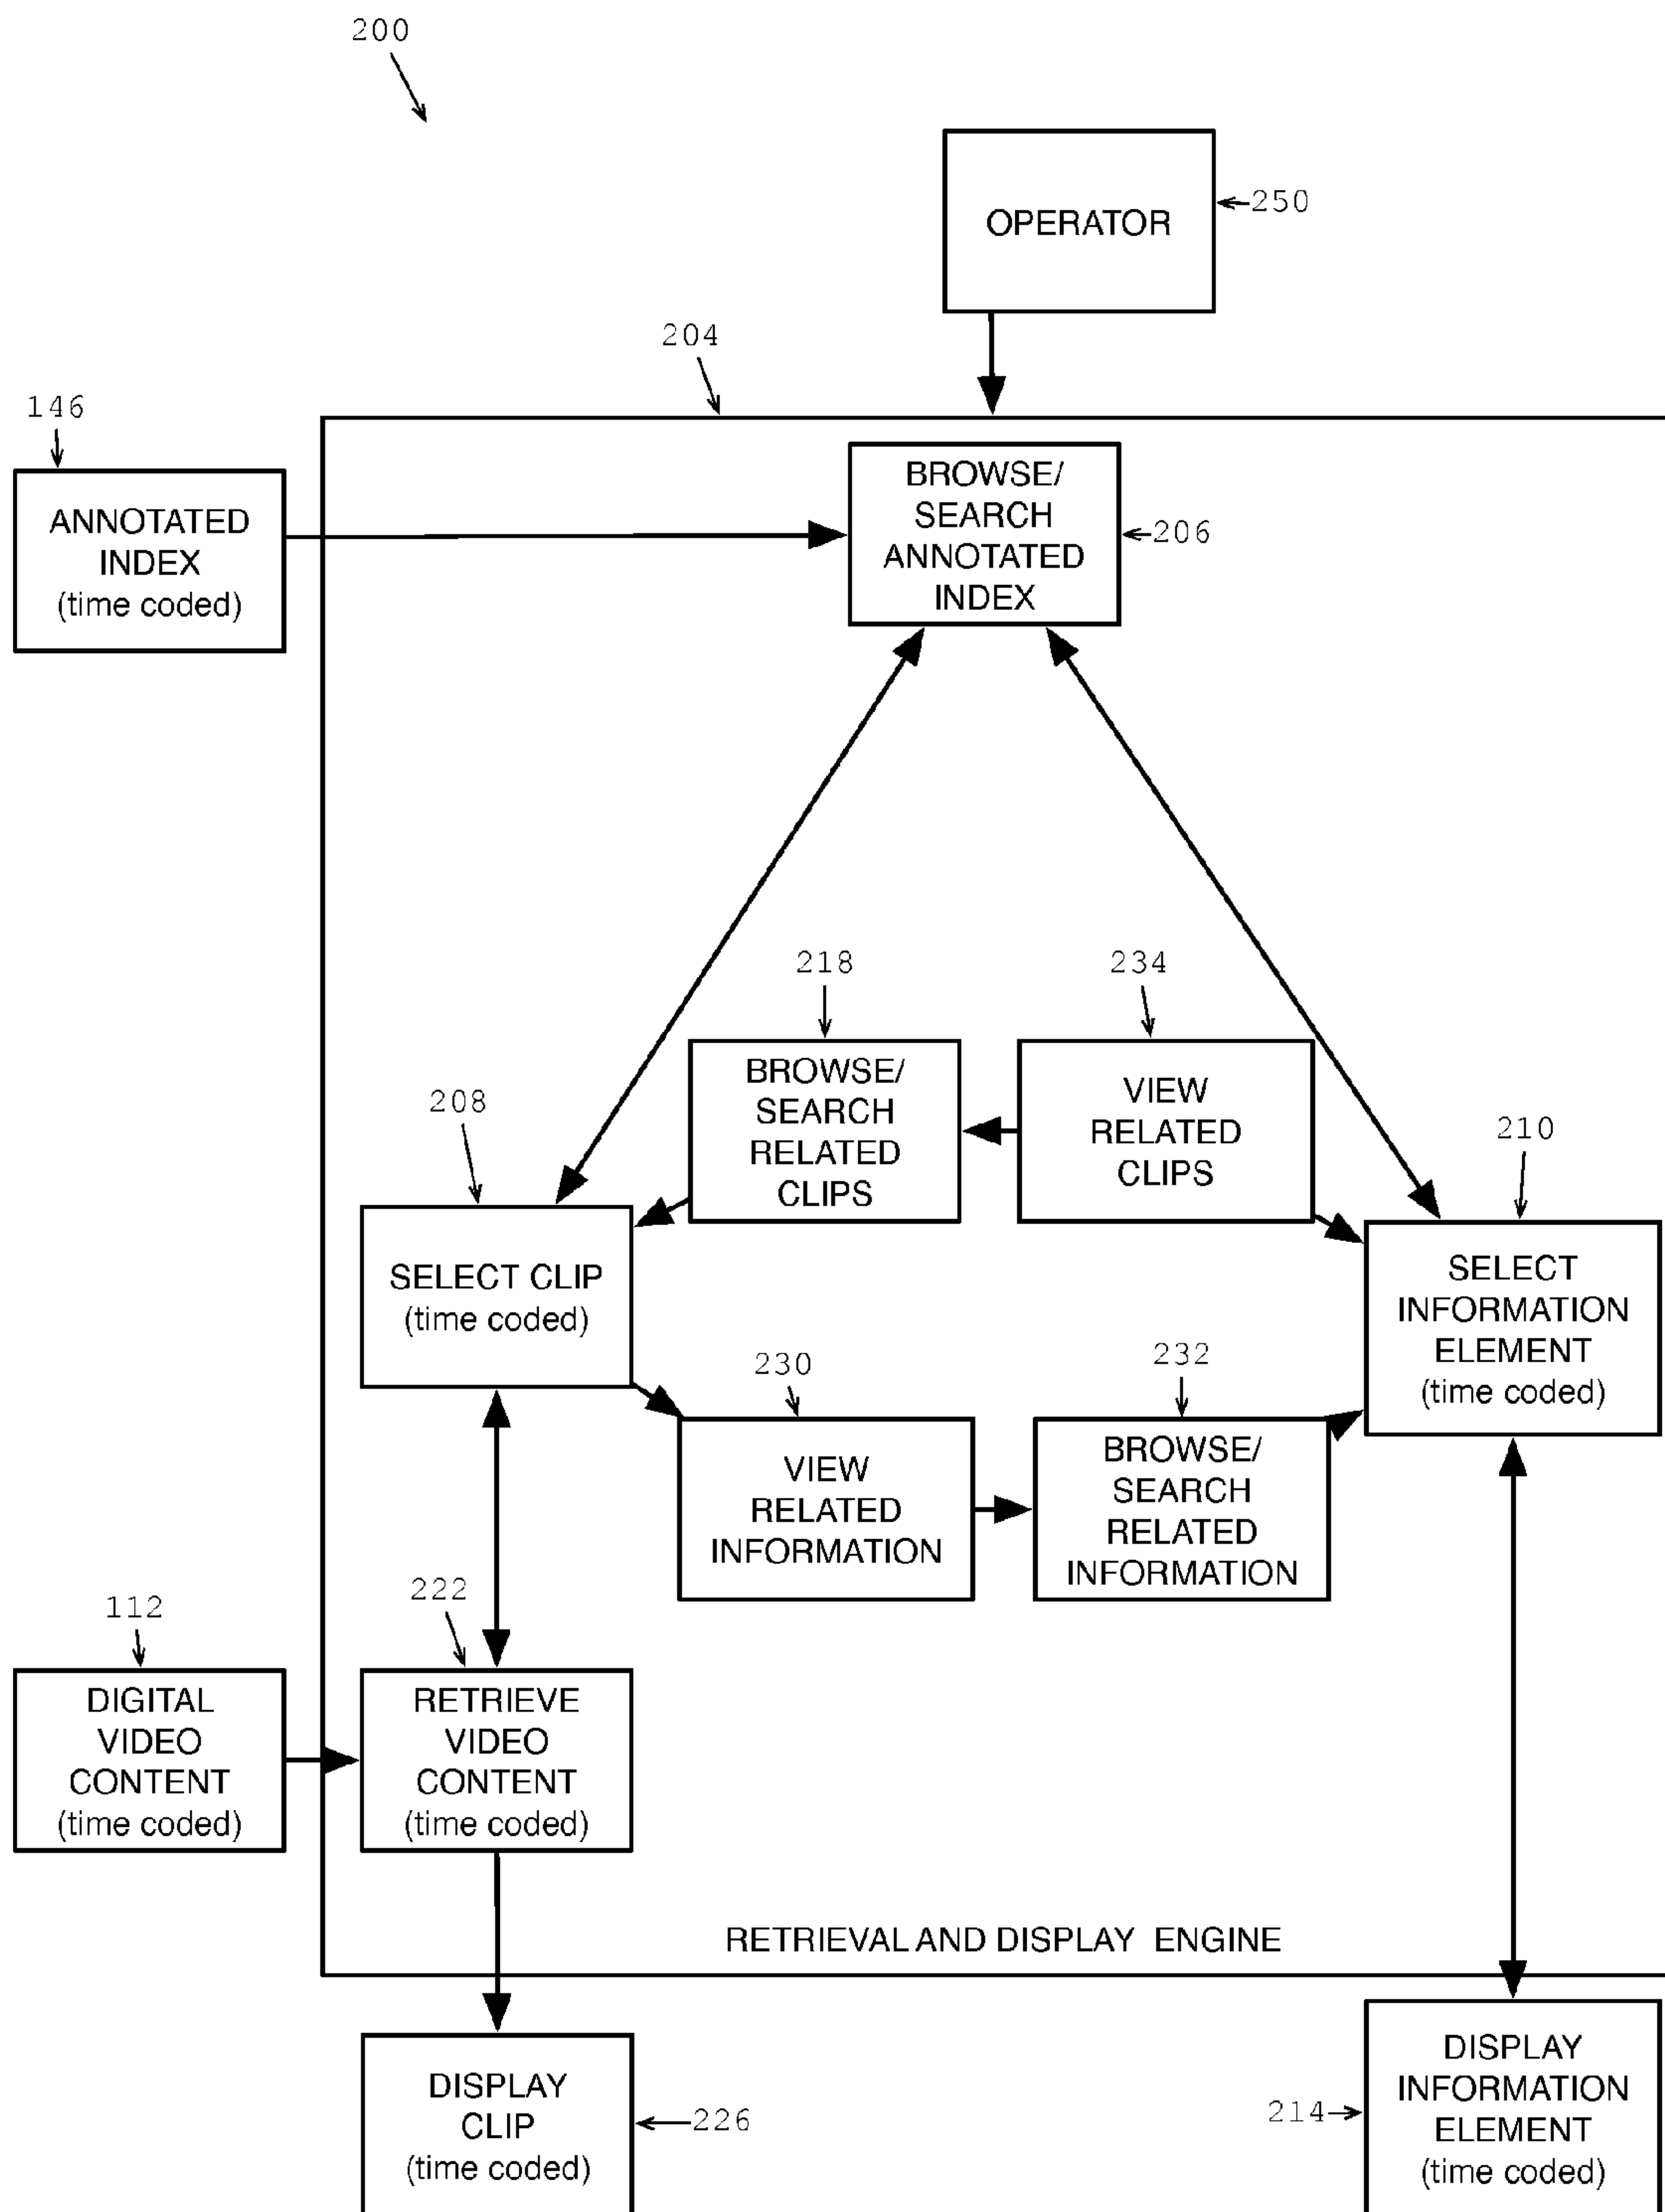 200
OPERATOR
250
204
146
ANNOTATED
INDEX
(time coded)
BROWSE/
SEARCH
ANNOTATED
INDEX
206
218
234
BROWSE/
SEARCH
RELATED
CLIPS
VIEW
RELATED
CLIPS
208
210
SELECT CLIP
(time coded)
SELECT
INFORMATION
ELEMENT
(time coded)
230
232
VIEW
RELATED
INFORMATION
BROWSE/
SEARCH
RELATED
INFORMATION
112
222
DIGITAL
VIDEO
CONTENT
(time coded)
RETRIEVE
VIDEO
CONTENT
(time coded)
RETRIEVAL AND DISPLAY ENGINE
DISPLAY
CLIP
(time coded)
226
214
DISPLAY
INFORMATION
ELEMENT
(time coded)